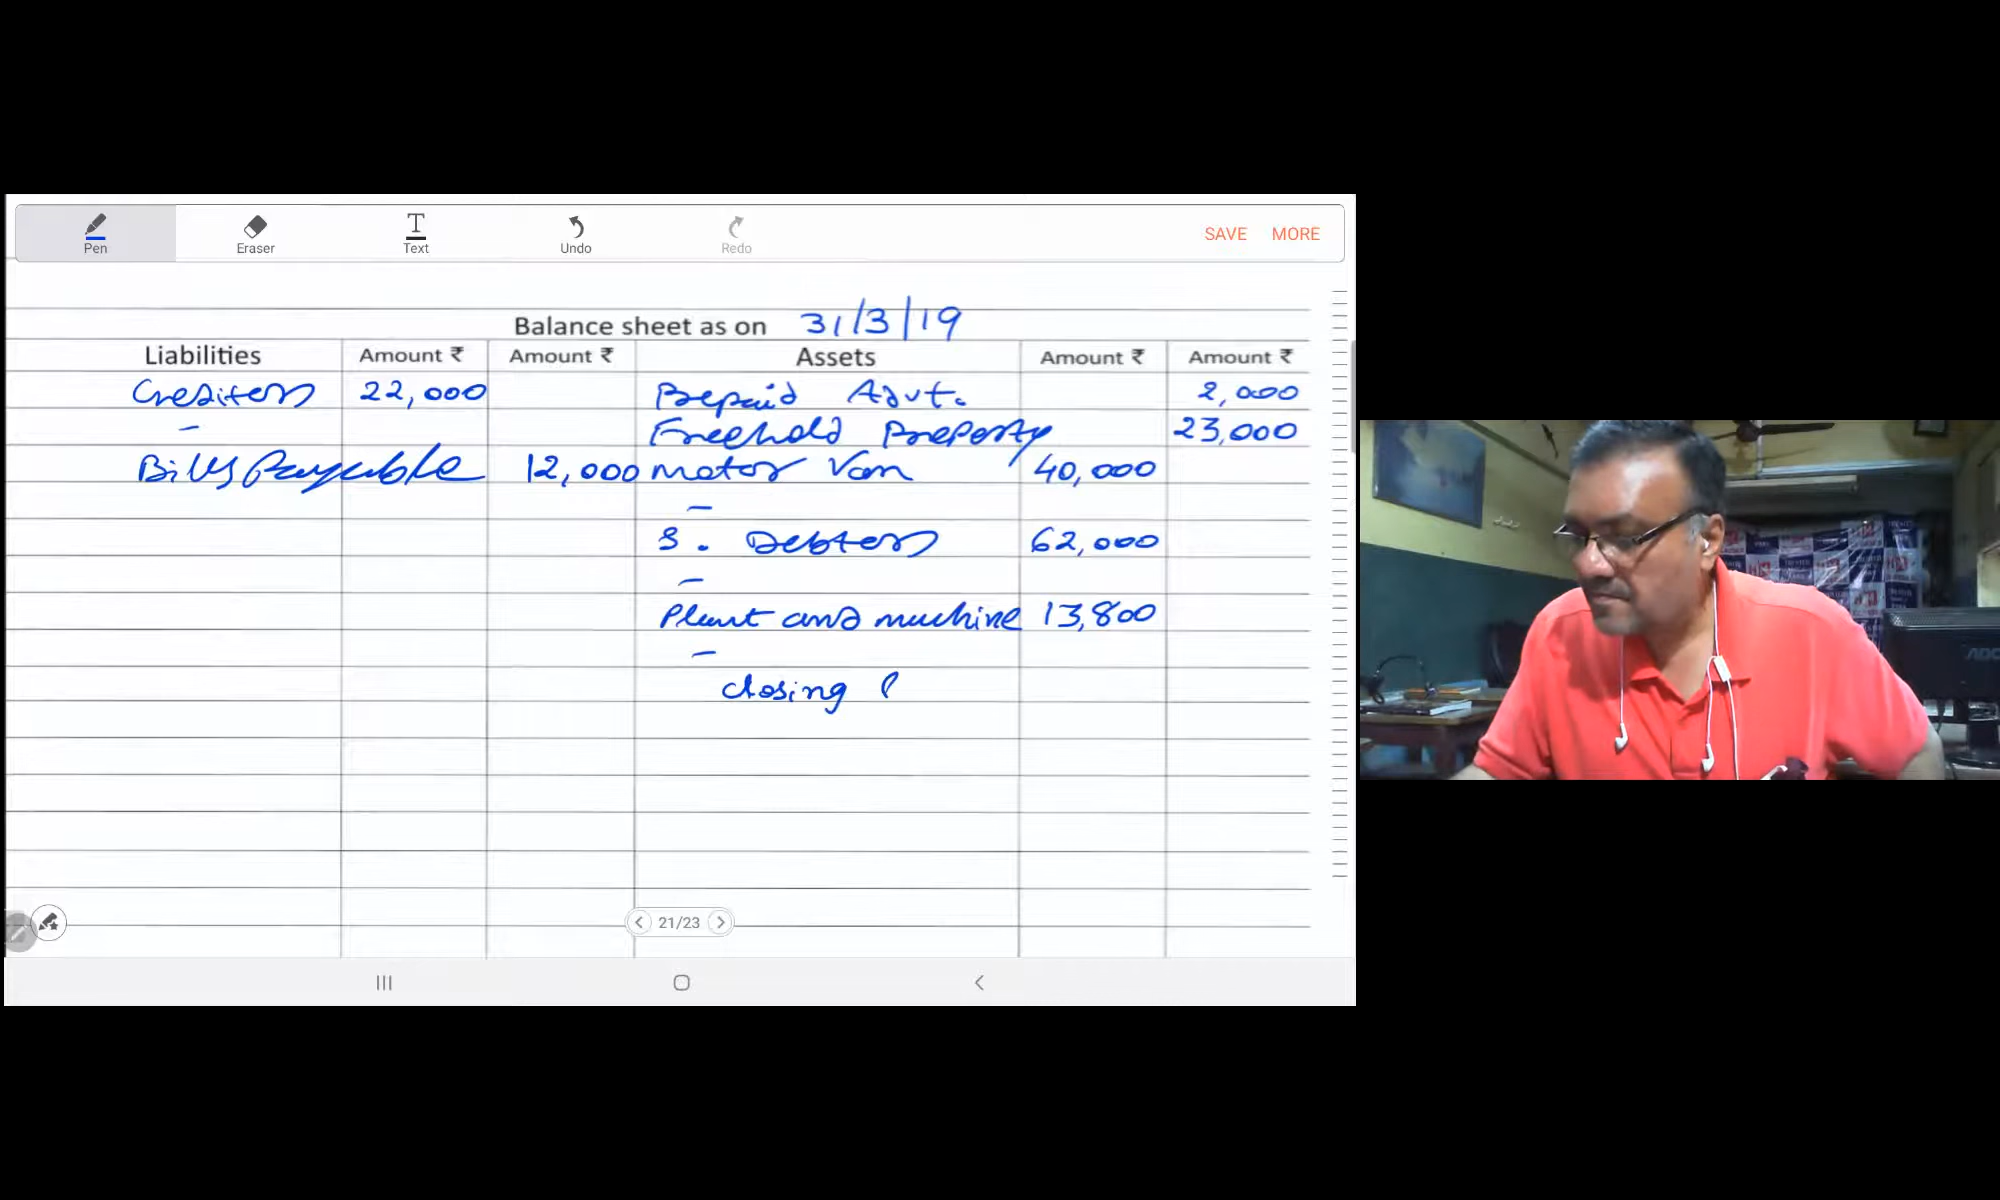 Pen Eraser Text Undo Redo SAVE MORE
Balance sheet as on 31/3/19
Liabilities Amount ₹ Amount ₹ Assets Amount ₹ Amount ₹
Creditors 22,000 Prepaid Advt. 2,000
- Freehold Property 23,000
Bills Payable 12,000 motor Van 40,000
-
S. Debtors 62,000
-
Plant and machine 13,800
-
closing (
21/23
AOC